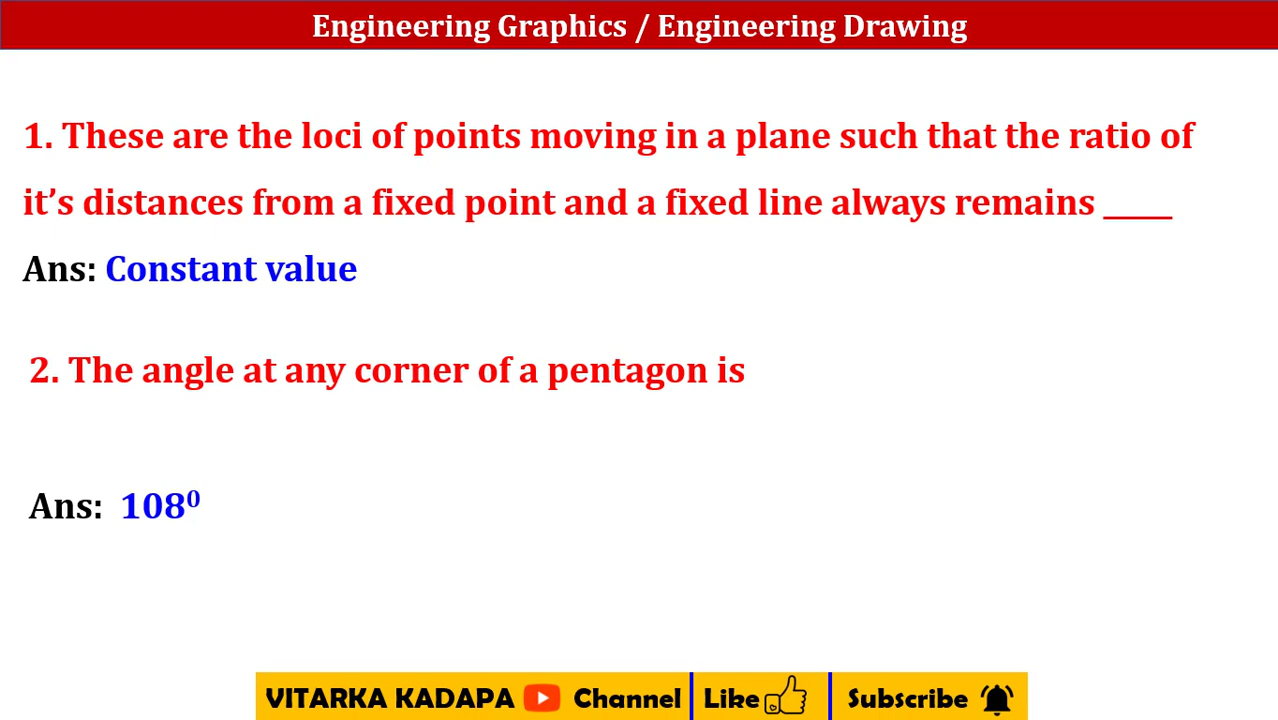 Engineering Graphics / Engineering Drawing
1. These are the loci of points moving in a plane such that the ratio of
it’s distances from a fixed point and a fixed line always remains _____
Ans: Constant value
2. The angle at any corner of a pentagon is
Ans: 108⁰
VITARKA KADAPA Channel Like Subscribe